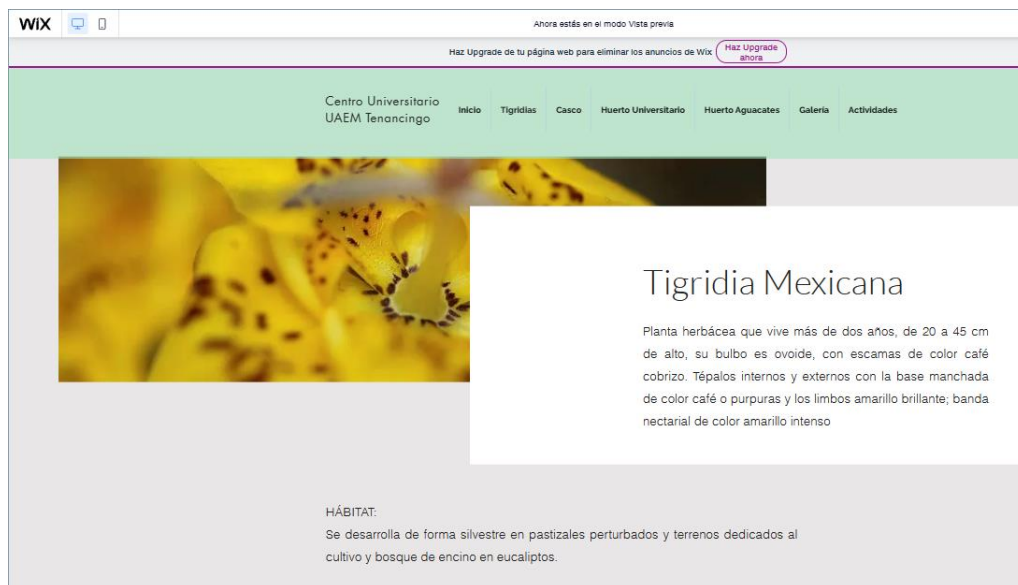 WiX
Ahora estás en el modo Vista previa
Haz Upgrade de tu página web para eliminar los anuncios de Wix
Haz Upgrade
ahora
Centro Universitario
UAEM Tenancingo
Inicio
Tigridias
Casco
Huerto Universitario
Huerto Aguacates
Galería
Actividades
Tigridia Mexicana
Planta herbácea que vive más de dos años, de 20 a 45 cm
de alto, su bulbo es ovoide, con escamas de color café
cobrizo. Tépalos internos y externos con la base manchada
de color café o purpuras y los limbos amarillo brillante; banda
nectarial de color amarillo intenso
HÁBITAT:
Se desarrolla de forma silvestre en pastizales perturbados y terrenos dedicados al
cultivo y bosque de encino en eucaliptos.